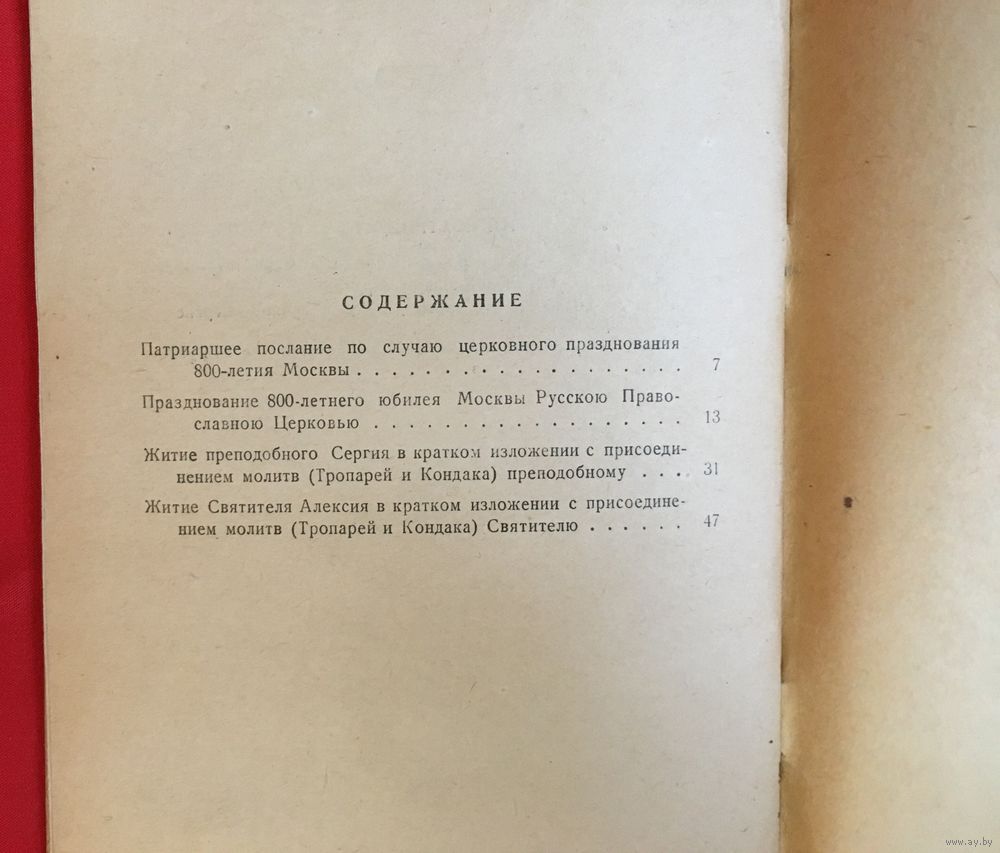 СОДЕРЖАНИЕ
Патриаршее послание по случаю церковного празднования
800-летия Москвы . . . . . . . . . . . . . . . . . . . 7
Празднование 800-летнего юбилея Москвы Русскою Право-
славною Церковью . . . . . . . . . . . . . . . . . . 13
Житие преподобного Сергия в кратком изложении с присоеди-
нением молитв (Тропарей и Кондака) преподобному . . . 31
Житие Святителя Алексия в кратком изложении с присоедине-
нием молитв (Тропарей и Кондака) Святителю . . . . . . 47
www.ay.by